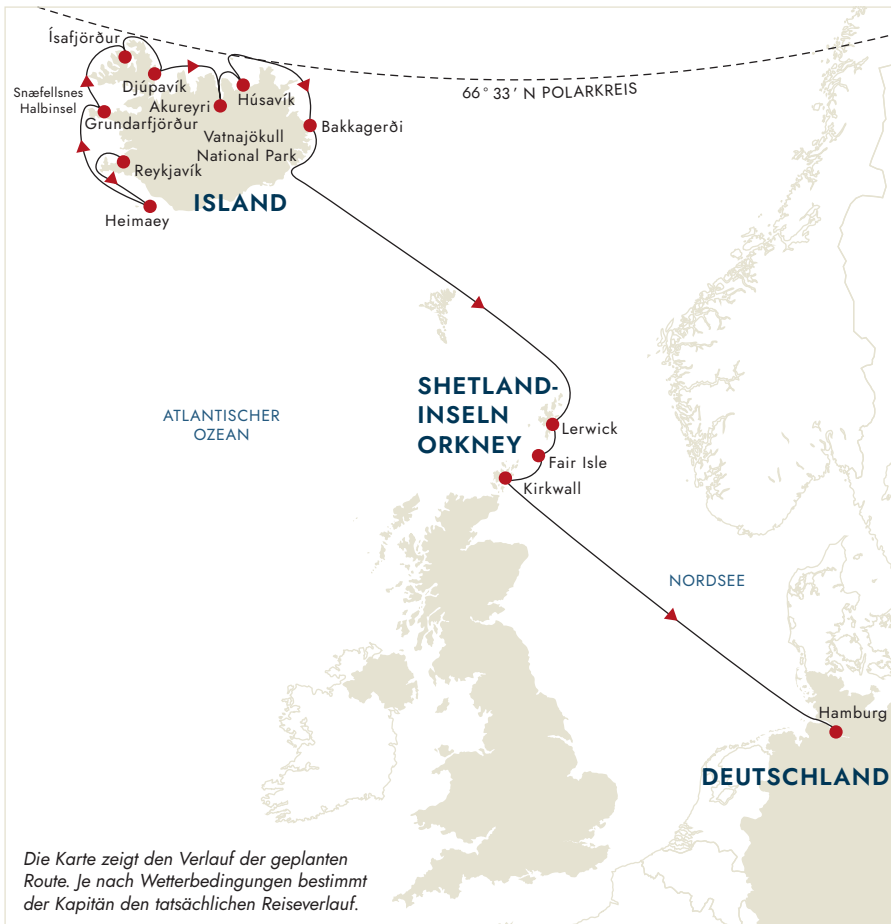 Ísafjörður
Djúpavík
Snæfellsnes
Halbinsel
Akureyri
Húsavík
66° 33’ N POLARKREIS
Grundarfjörður
Vatnajökull
National Park
Bakkagerði
Reykjavík
ISLAND
Heimaey
SHETLAND-
INSELN
ORKNEY
ATLANTISCHER
OZEAN
Lerwick
Fair Isle
Kirkwall
NORDSEE
Hamburg
DEUTSCHLAND
Die Karte zeigt den Verlauf der geplanten
Route. Je nach Wetterbedingungen bestimmt
der Kapitän den tatsächlichen Reiseverlauf.